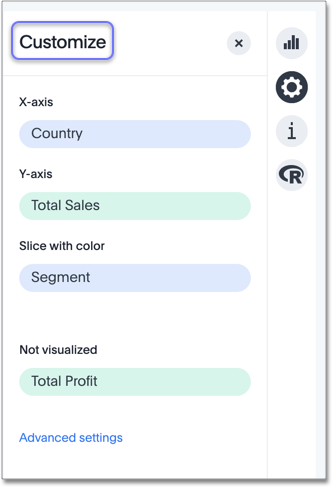 Customize
X-axis
Country
Y-axis
Total Sales
Slice with color
Segment
Not visualized
Total Profit
Advanced settings
i
R